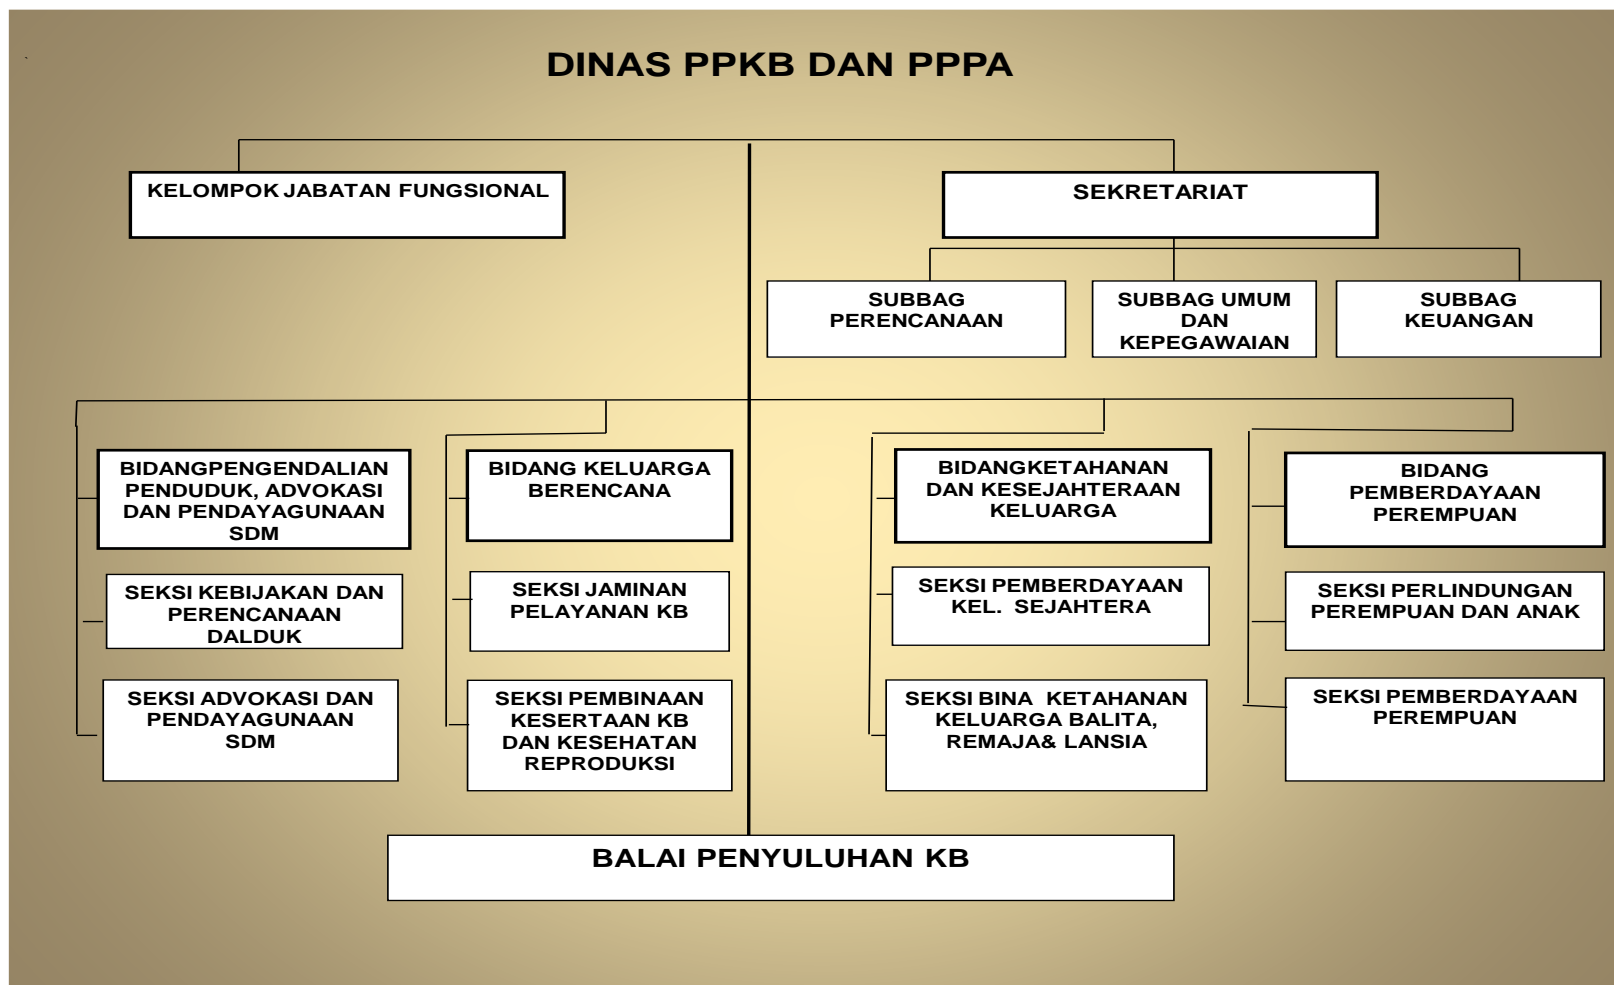 DINAS PPKB DAN PPPA
KELOMPOK JABATAN FUNGSIONAL
SEKRETARIAT
SUBBAG
PERENCANAAN
SUBBAG UMUM
DAN
KEPEGAWAIAN
SUBBAG
KEUANGAN
BIDANGPENGENDALIAN
PENDUDUK, ADVOKASI
DAN PENDAYAGUNAAN
SDM
BIDANG KELUARGA
BERENCANA
BIDANGKETAHANAN
DAN KESEJAHTERAAN
KELUARGA
BIDANG
PEMBERDAYAAN
PEREMPUAN
SEKSI KEBIJAKAN DAN
PERENCANAAN
DALDUK
SEKSI JAMINAN
PELAYANAN KB
SEKSI PEMBERDAYAAN
KEL. SEJAHTERA
SEKSI PERLINDUNGAN
PEREMPUAN DAN ANAK
SEKSI ADVOKASI DAN
PENDAYAGUNAAN
SDM
SEKSI PEMBINAAN
KESERTAAN KB
DAN KESEHATAN
REPRODUKSI
SEKSI BINA KETAHANAN
KELUARGA BALITA,
REMAJA& LANSIA
SEKSI PEMBERDAYAAN
PEREMPUAN
BALAI PENYULUHAN KB